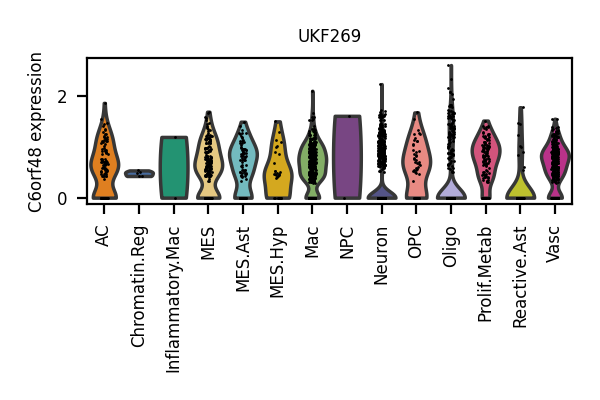 UKF269
C6orf48 expression
2
0
AC
Chromatin.Reg
Inflammatory.Mac
MES
MES.Ast
MES.Hyp
Mac
NPC
Neuron
OPC
Oligo
Prolif.Metab
Reactive.Ast
Vasc